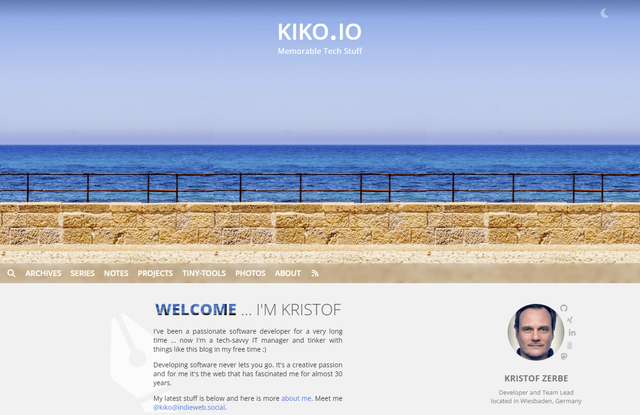 KIKO.IO
Memorable Tech Stuff
ARCHIVES SERIES NOTES PROJECTS TINY-TOOLS PHOTOS ABOUT
WELCOME ... I'M KRISTOF
I've been a passionate software developer for a very long
time ... now I'm a tech-savvy IT manager and tinker with
things like this blog in my free time ;)
Developing software never lets you go. It's a creative passion
and for me it's the web that has fascinated me for almost 30
years.
My latest stuff is below and here is more about me. Meet me
@kiko@indieweb.social.
KRISTOF ZERBE
Developer and Team Lead
located in Wiesbaden, Germany